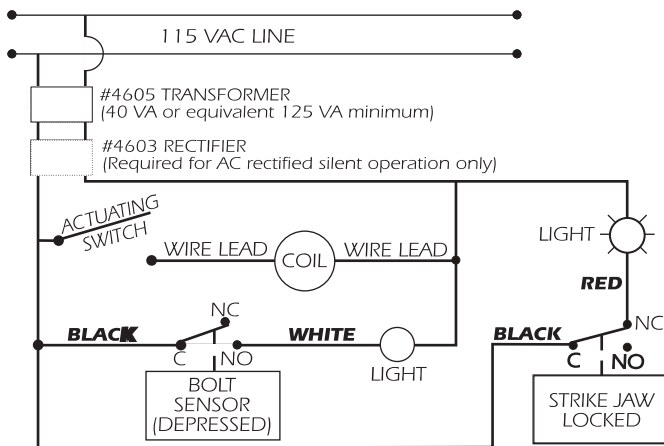 115 VAC LINE
#4605 TRANSFORMER
(40 VA or equivalent 125 VA minimum)
#4603 RECTIFIER
(Required for AC rectified silent operation only)
ACTUATING
SWITCH
LIGHT
WIRE LEAD
COIL
WIRE LEAD
RED
NC
BLACK
C
NO
WHITE
LIGHT
BLACK
NC
C
NO
BOLT
SENSOR
(DEPRESSED)
STRIKE JAW
LOCKED